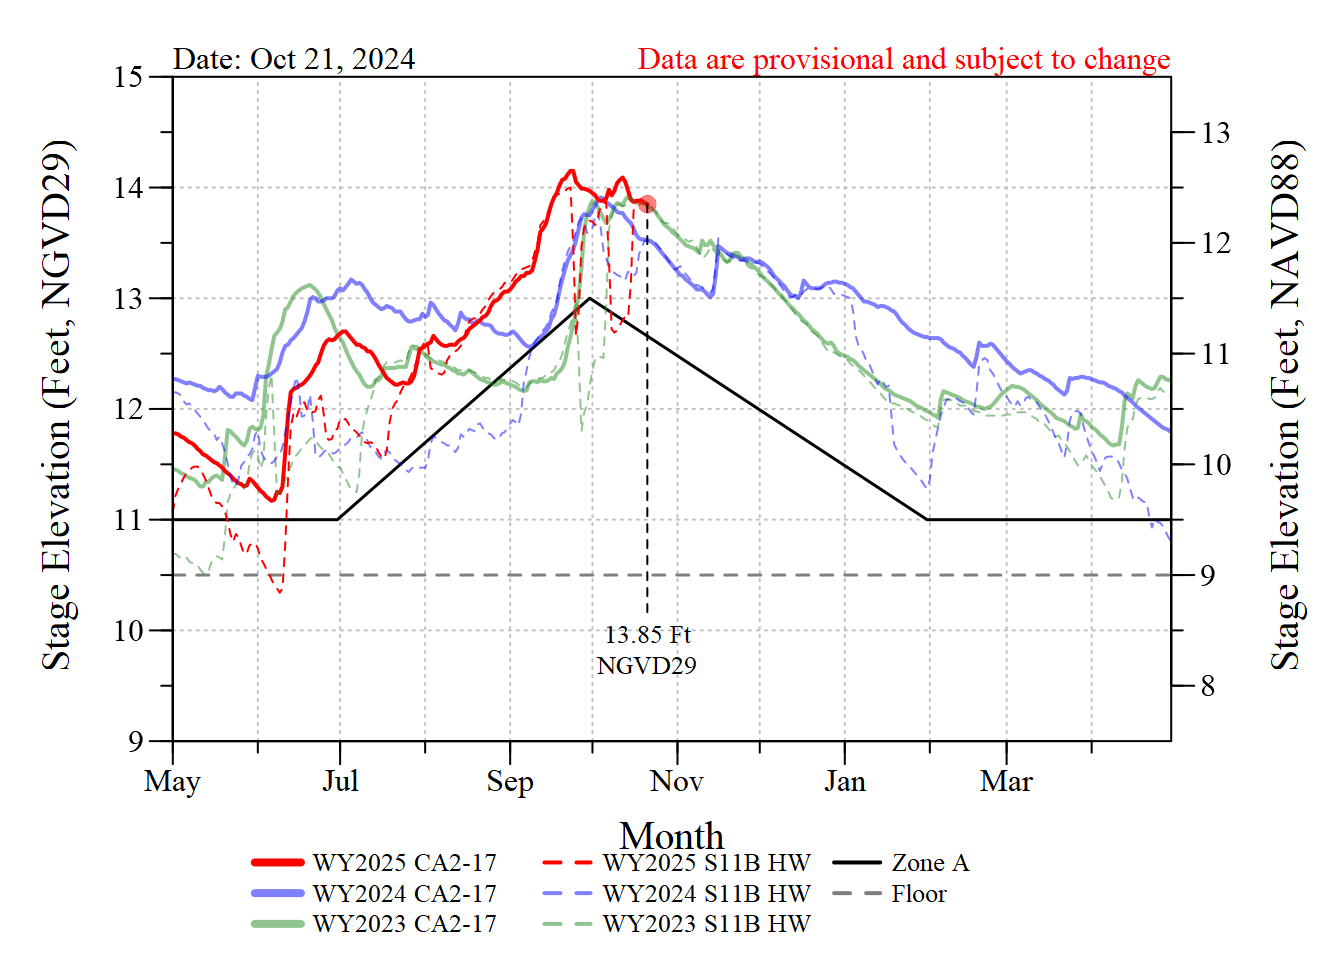 Date: Oct 21, 2024
Data are provisional and subject to change
Stage Elevation (Feet, NGVD29)
15
14
13
12
11
10
9
13
12
11
10
9
8
Stage Elevation (Feet, NAVD88)
13.85 Ft
NGVD29
May Jul Sep Nov Jan Mar
Month
WY2025 CA2-17 WY2025 S11B HW Zone A
WY2024 CA2-17 WY2024 S11B HW Floor
WY2023 CA2-17 WY2023 S11B HW